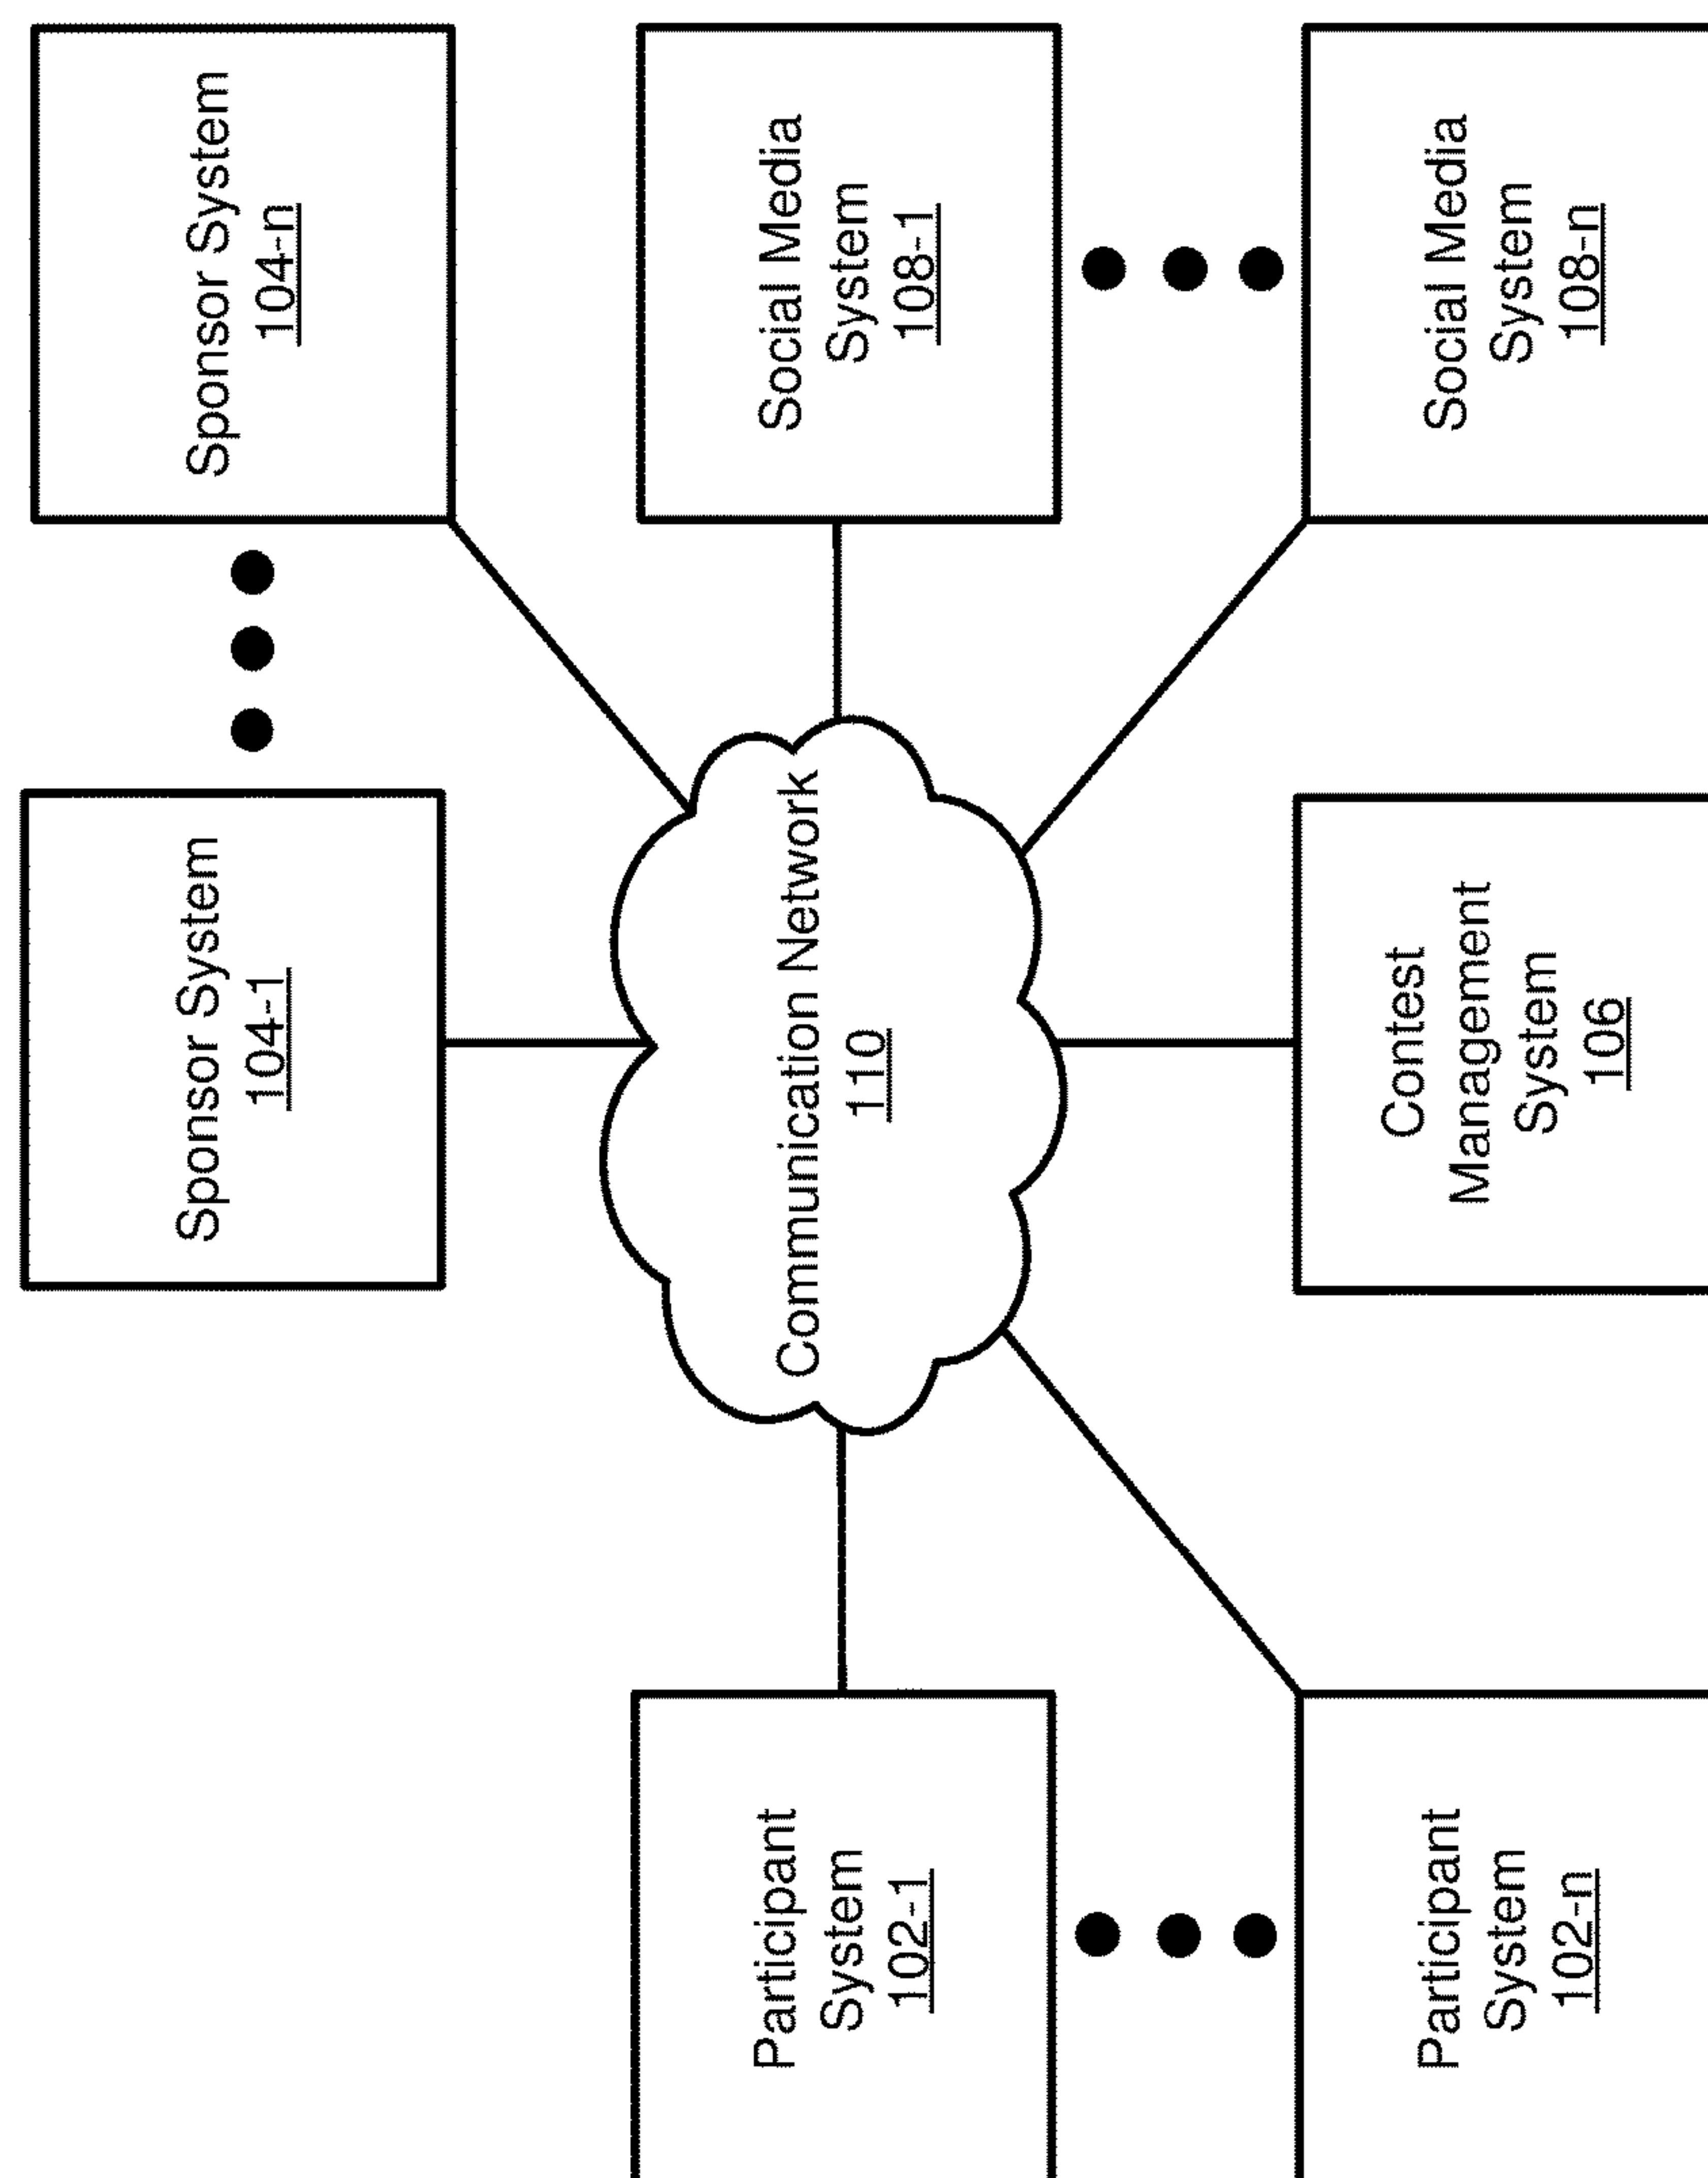 Sponsor System
104-1
Sponsor System
104-n
Participant
System
102-1
Communication Network
110
Social Media
System
108-1
Participant
System
102-n
Contest
Management
System
106
Social Media
System
108-n